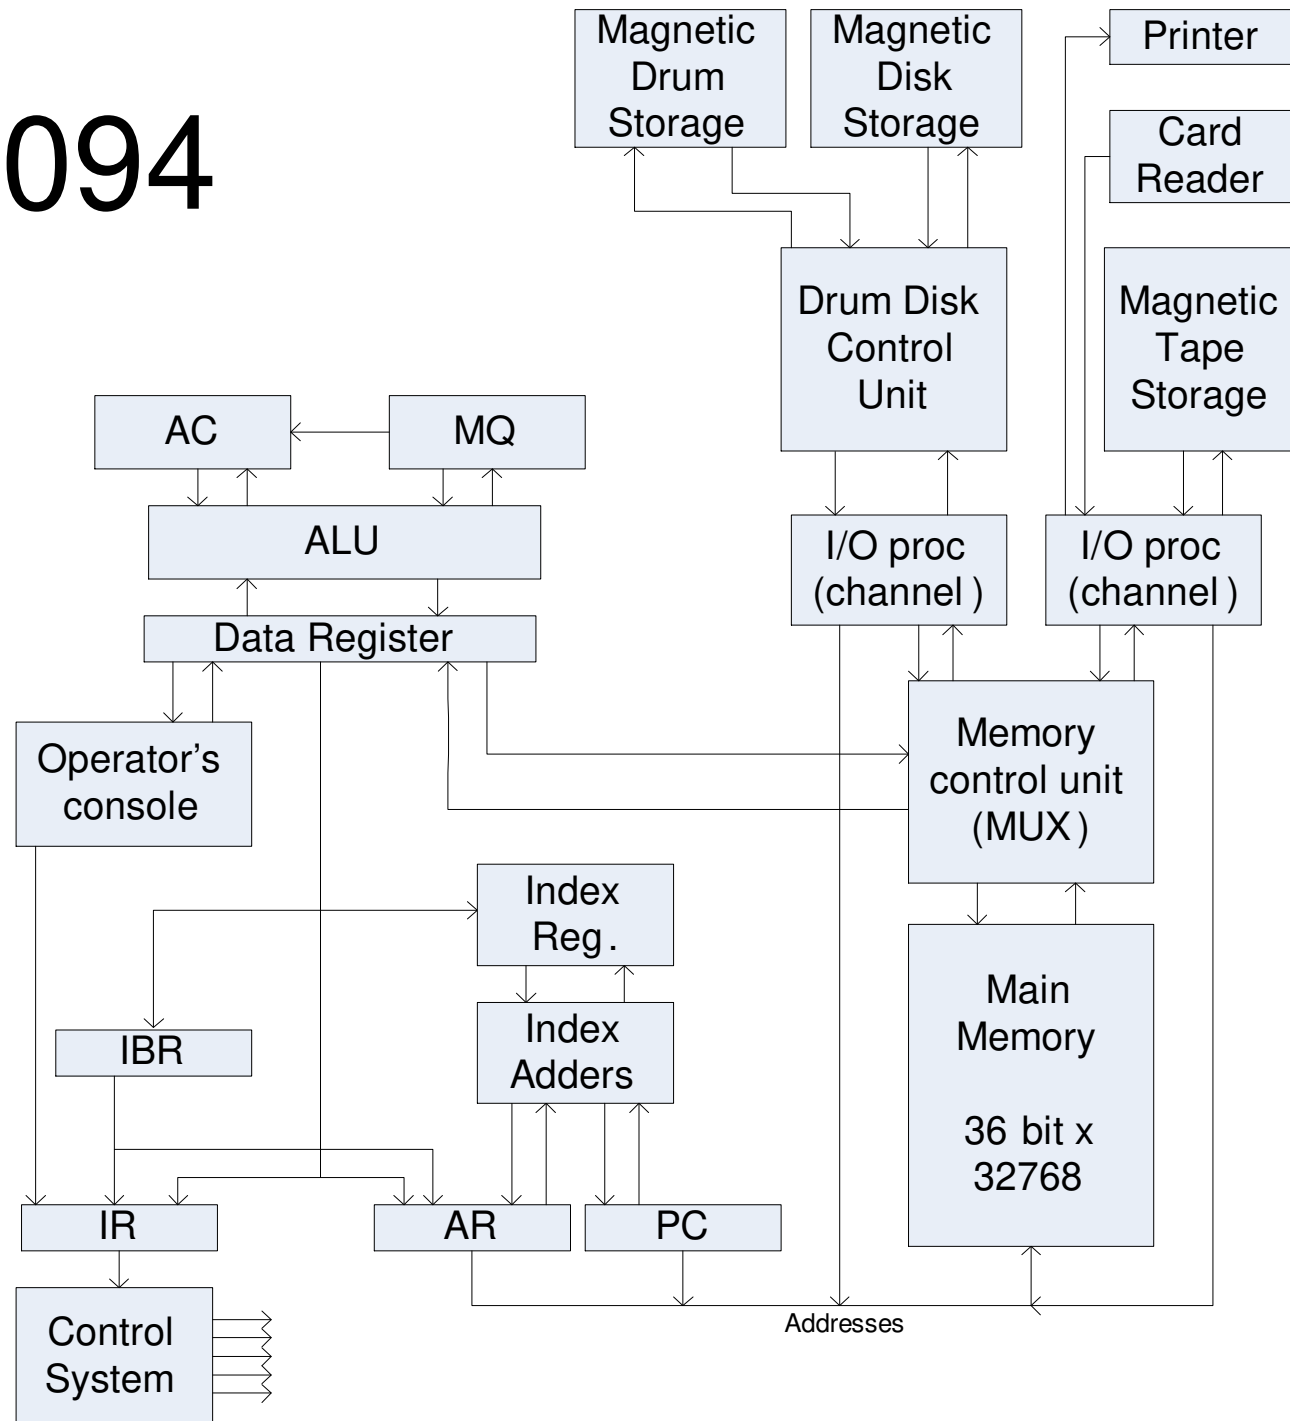 094
Magnetic
Drum
Storage
Magnetic
Disk
Storage
Printer
Card
Reader
Drum Disk
Control
Unit
Magnetic
Tape
Storage
AC
MQ
ALU
I/O proc
(channel)
I/O proc
(channel)
Data Register
Operator's
console
Memory
control unit
(MUX)
Index
Reg.
IBR
Index
Adders
Main
Memory
36 bit x
32768
IR
AR
PC
Addresses
Control
System